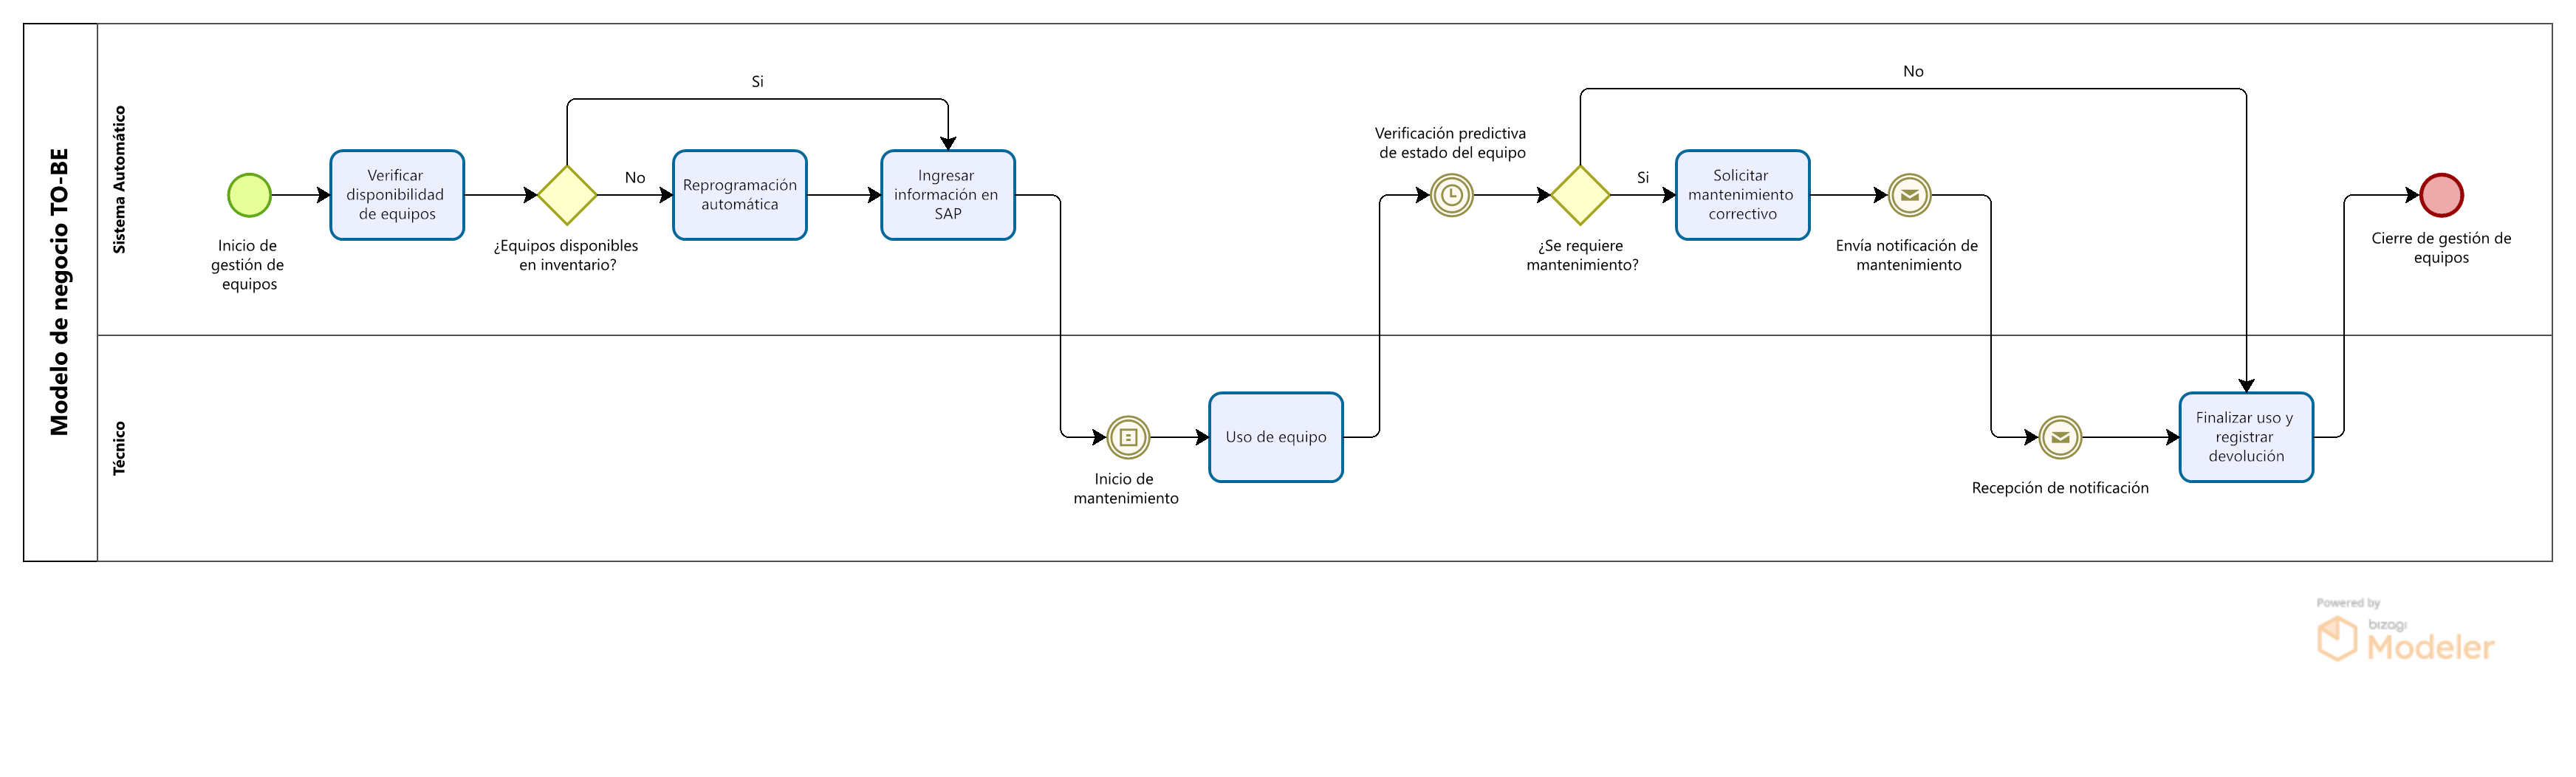 Modelo de negocio TO-BE
Sistema Automático
Inicio de
gestión de
equipos
Verificar
disponibilidad
de equipos
¿Equipos disponibles
en inventario?
Si
No
Reprogramación
automática
Ingresar
información en
SAP
Verificación predictiva
de estado del equipo
¿Se requiere
mantenimiento?
No
Si
Solicitar
mantenimiento
correctivo
Envía notificación de
mantenimiento
Cierre de gestión de
equipos
Técnico
Inicio de
mantenimiento
Uso de equipo
Recepción de notificación
Finalizar uso y
registrar
devolución
Powered by
bizagi
Modeler